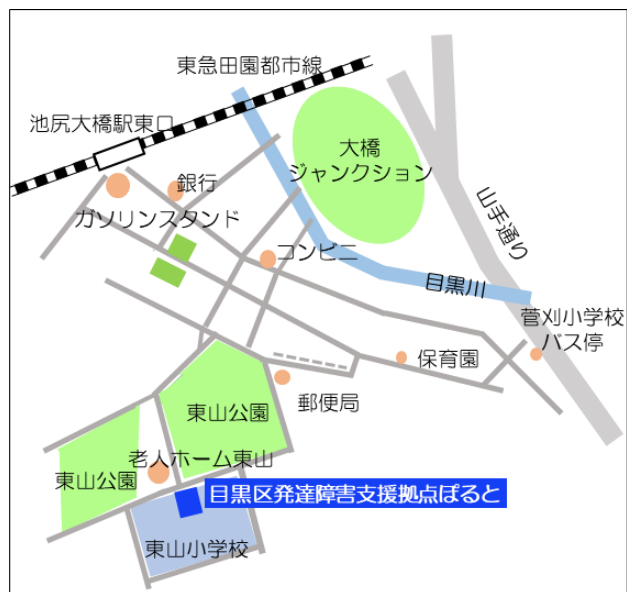 東急田園都市線
池尻大橋駅東口
大橋
ジャンクション
銀行
ガソリンスタンド
山手通り
コンビニ
目黒川
菅刈小学校
バス停
保育園
郵便局
東山公園
老人ホーム東山
東山公園
目黒区発達障害支援拠点ぽると
東山小学校